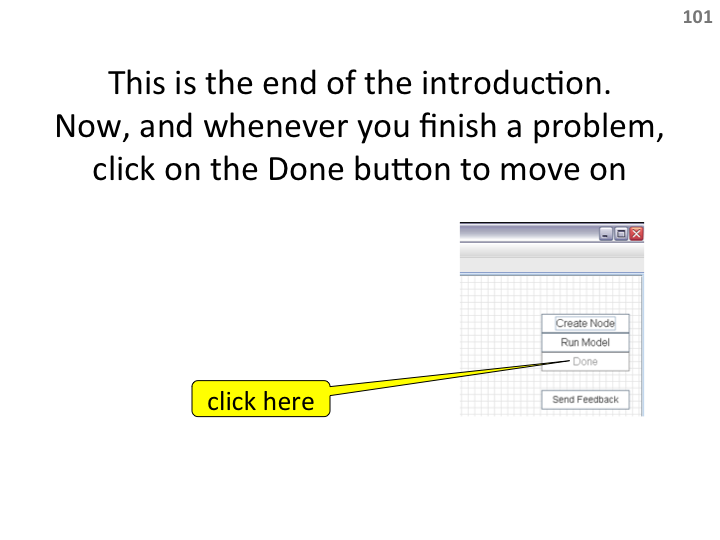 101
This is the end of the introduction.
Now, and whenever you finish a problem,
click on the Done button to move on
Create Node
Run Model
Done
click here
Send Feedback